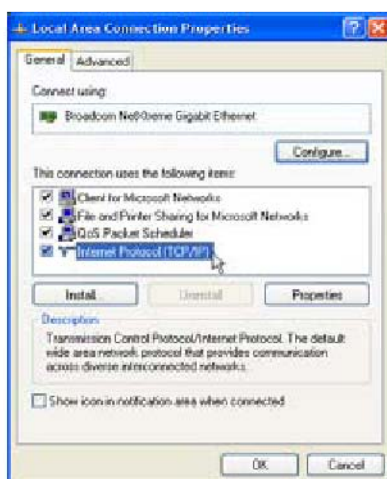 Local Area Connection Properties
General Advanced
Connect using:
Broadcom NetXtreme Gigabit Ethernet
Configure...
This connection uses the following items:
Client for Microsoft Networks
File and Printer Sharing for Microsoft Networks
QoS Packet Scheduler
Internet Protocol (TCP/IP)
Install... Uninstall Properties
Description
Transmission Control Protocol/Internet Protocol. The default
wide area network protocol that provides communication
across diverse interconnected networks.
Show icon in notification area when connected
OK Cancel